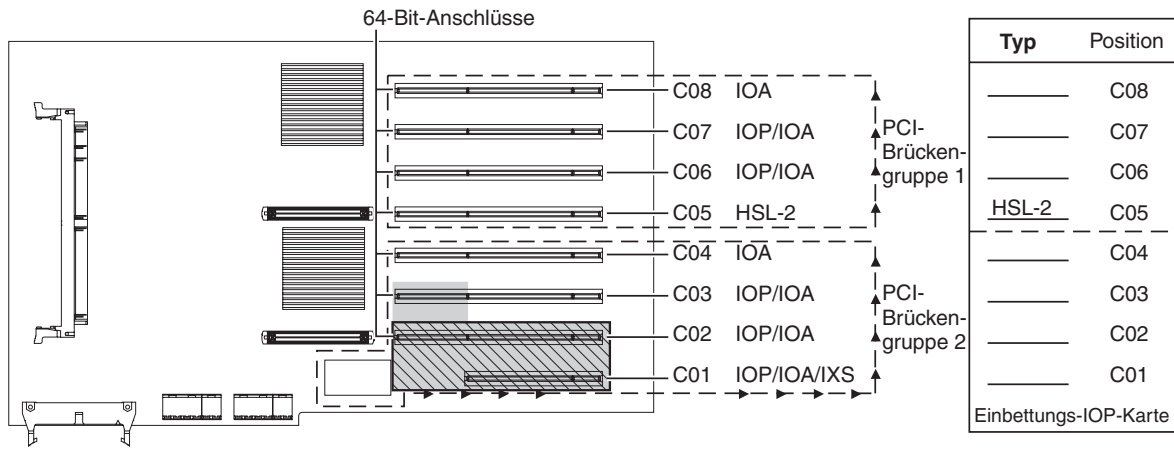 64-Bit-Anschlüsse
C08 IOA
C07 IOP/IOA
C06 IOP/IOA
C05 HSL-2
PCI-
Brücken-
gruppe 1
C04 IOA
C03 IOP/IOA
C02 IOP/IOA
C01 IOP/IOA/IXS
PCI-
Brücken-
gruppe 2
Typ Position
C08
C07
C06
HSL-2 C05
C04
C03
C02
C01
Einbettungs-IOP-Karte